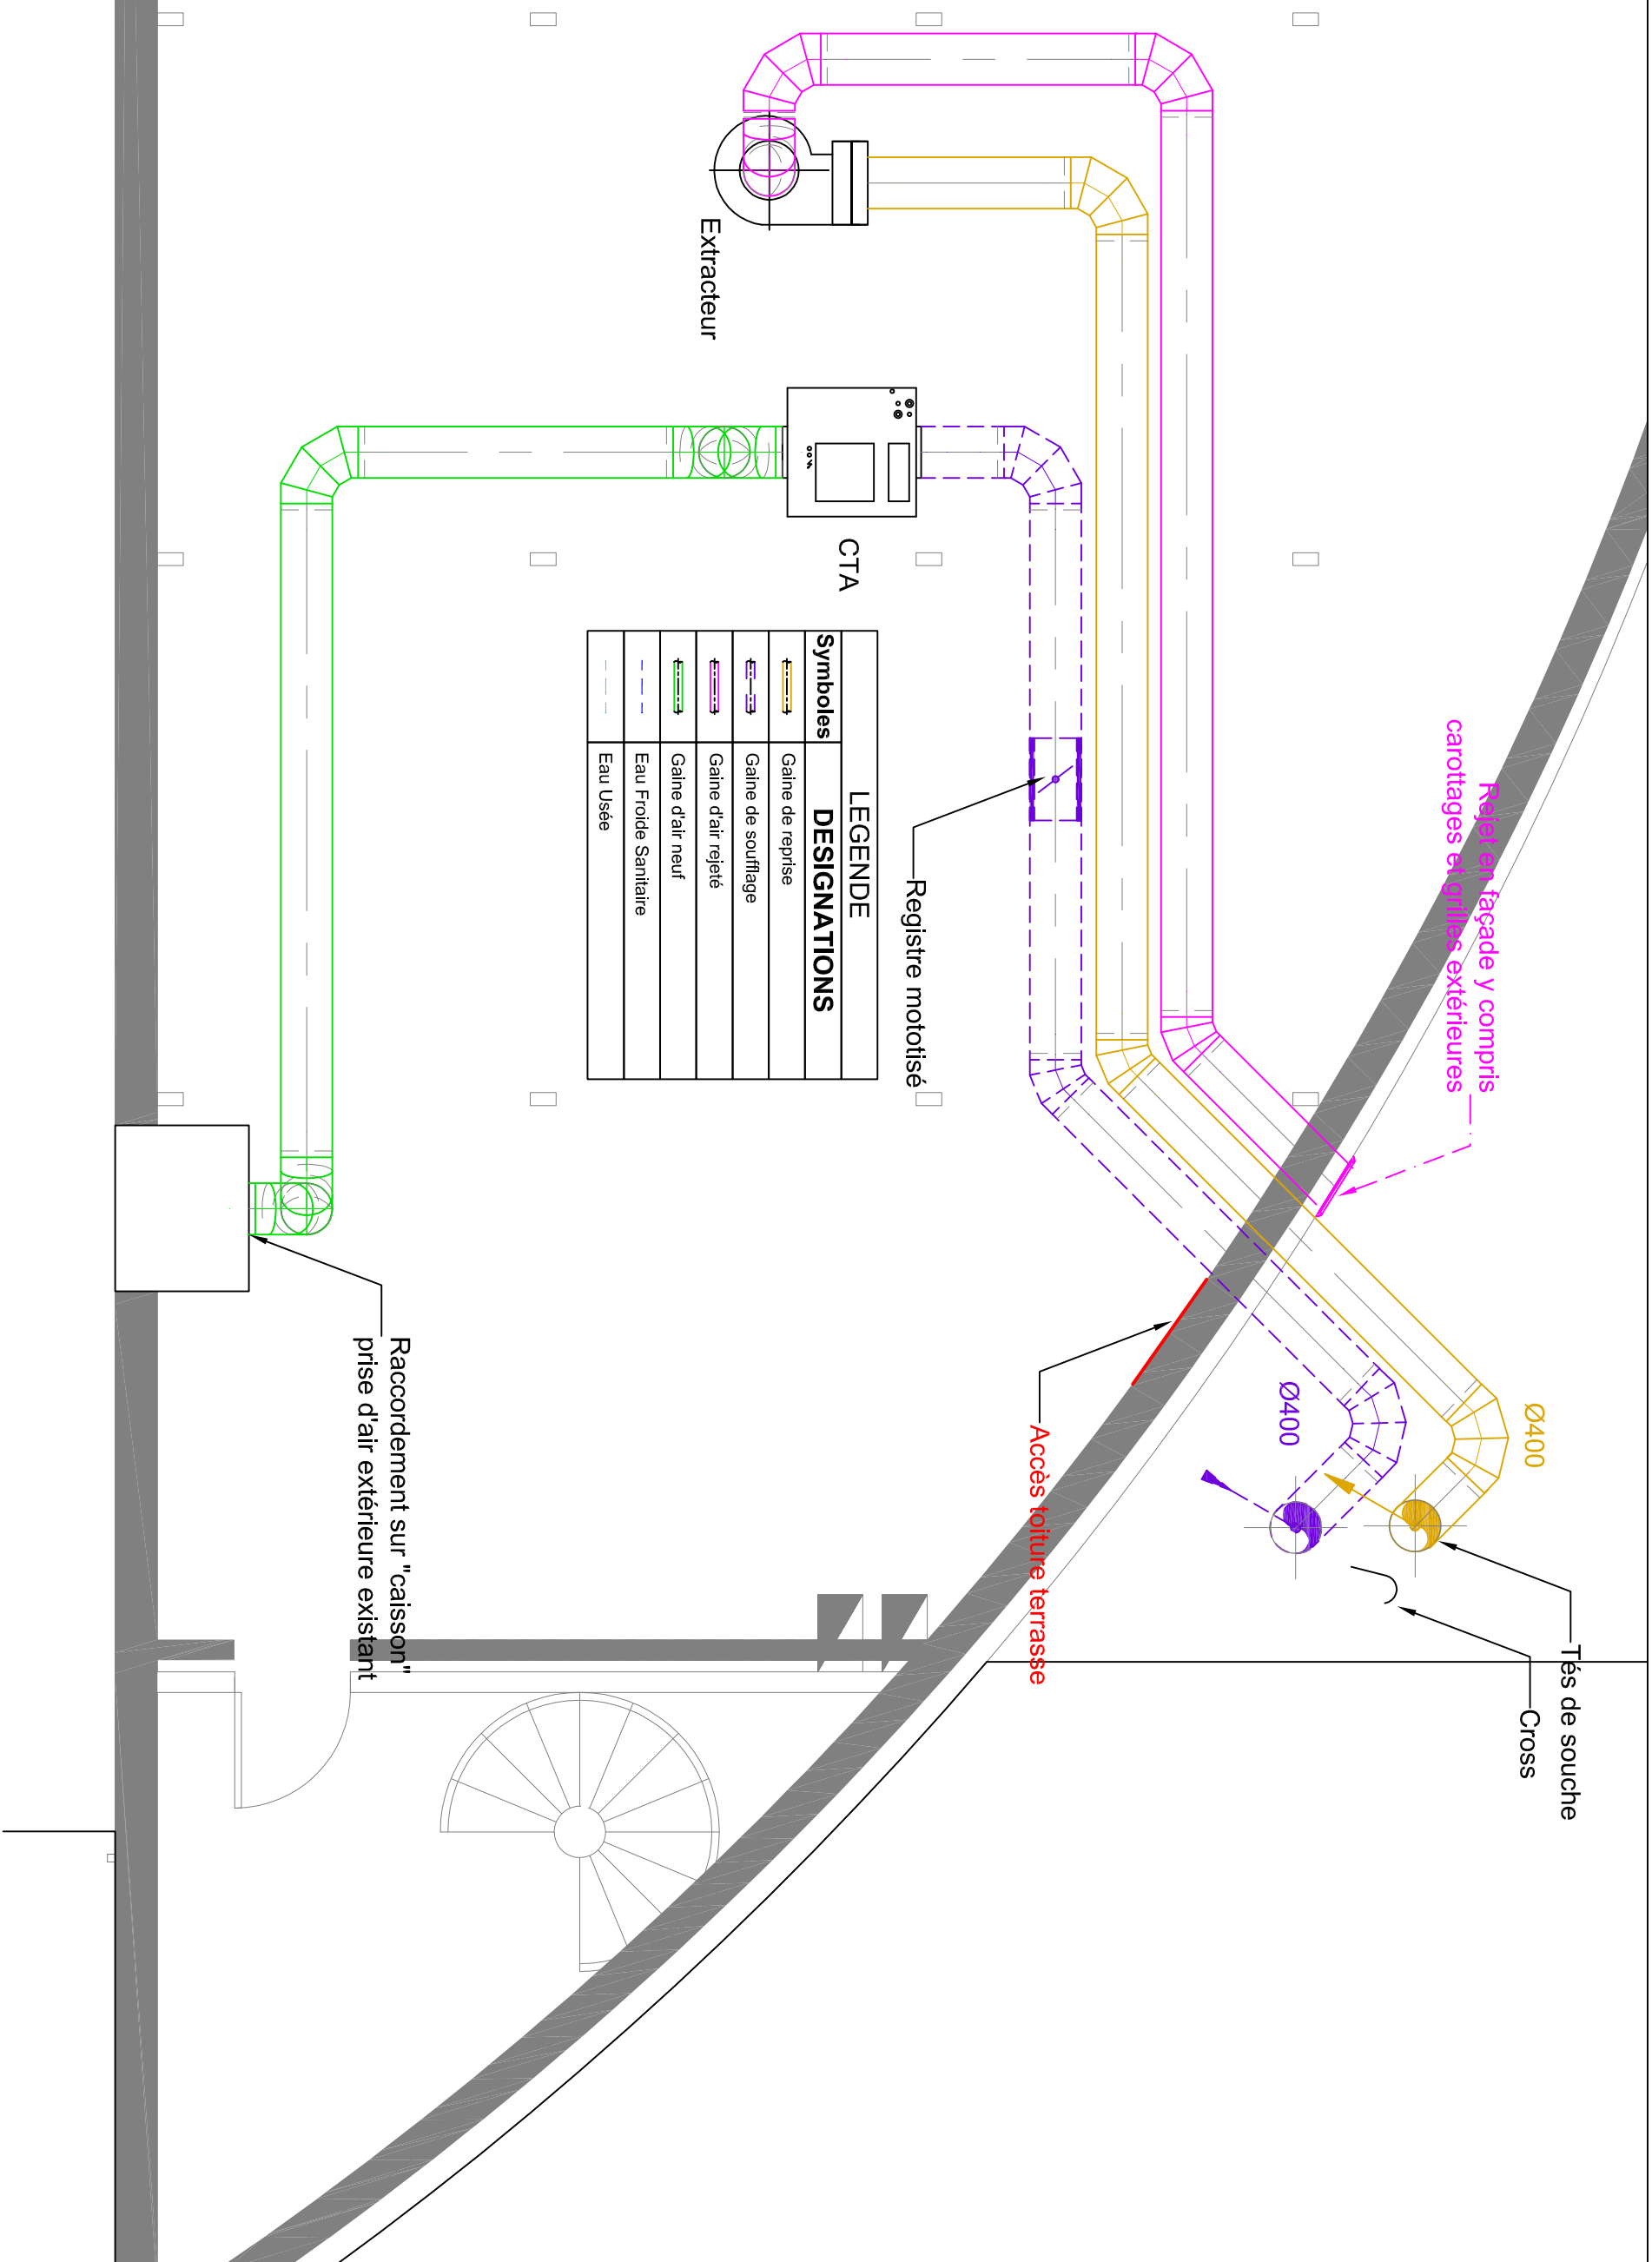 Rejet en façade y compris
carottages et grilles extérieures
Ø400
Ø400
Tés de souche
Cross
Extracteur
CTA
Registre mototisé
Accès toiture terrasse
LEGENDE
Symboles DESIGNATIONS
Gaine de reprise
Gaine de soufflage
Gaine d'air rejeté
Gaine d'air neuf
Eau Froide Sanitaire
Eau Usée
Raccordement sur "caisson"
prise d'air extérieure existant